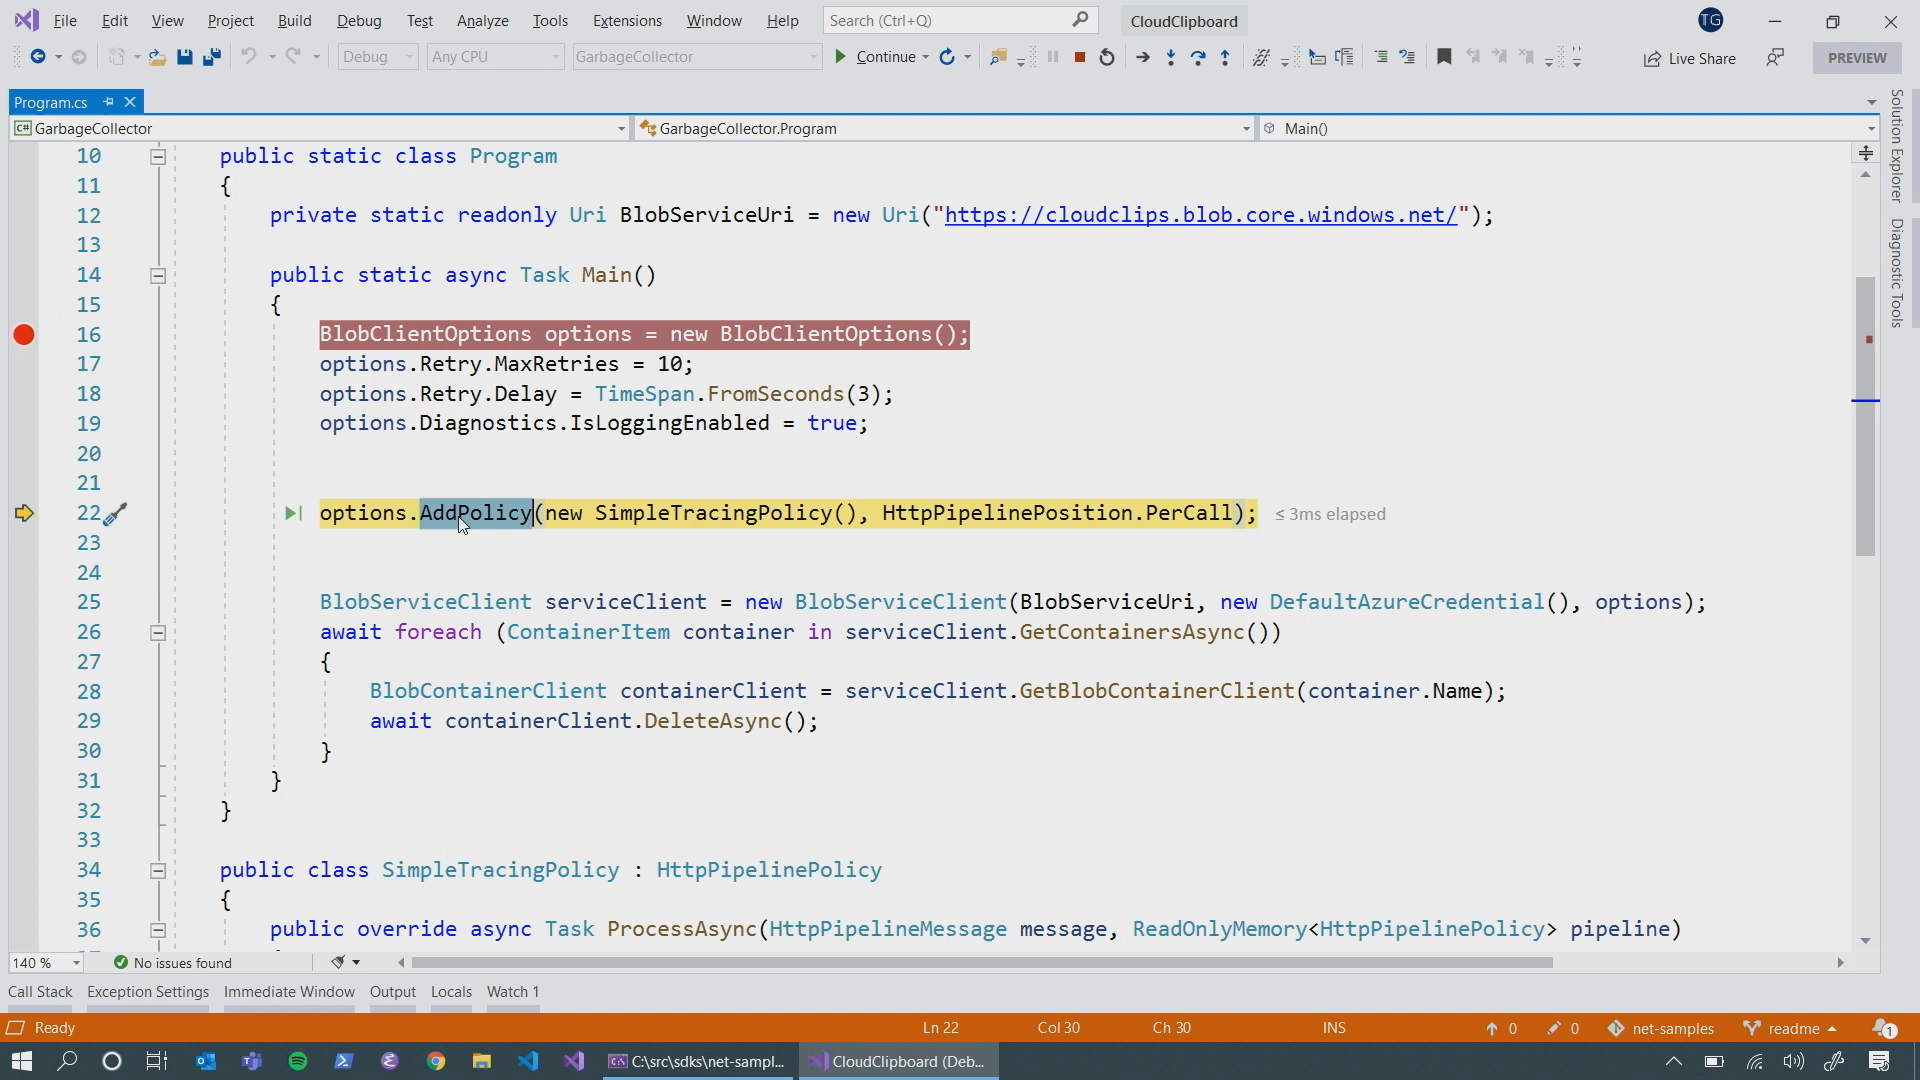 File Edit View Project Build Debug Test Analyze Tools Extensions Window Help Search (Ctrl+Q) CloudClipboard TG
Debug Any CPU GarbageCollector Continue Live Share PREVIEW
Program.cs
GarbageCollector GarbageCollector.Program Main()
10 public static class Program
11 {
12 private static readonly Uri BlobServiceUri = new Uri("https://cloudclips.blob.core.windows.net/");
13
14 public static async Task Main()
15 {
16 BlobClientOptions options = new BlobClientOptions();
17 options.Retry.MaxRetries = 10;
18 options.Retry.Delay = TimeSpan.FromSeconds(3);
19 options.Diagnostics.IsLoggingEnabled = true;
20
21
22 options.AddPolicy(new SimpleTracingPolicy(), HttpPipelinePosition.PerCall); ≤ 3ms elapsed
23
24
25 BlobServiceClient serviceClient = new BlobServiceClient(BlobServiceUri, new DefaultAzureCredential(), options);
26 await foreach (ContainerItem container in serviceClient.GetContainersAsync())
27 {
28 BlobContainerClient containerClient = serviceClient.GetBlobContainerClient(container.Name);
29 await containerClient.DeleteAsync();
30 }
31 }
32 }
33
34 public class SimpleTracingPolicy : HttpPipelinePolicy
35 {
36 public override async Task ProcessAsync(HttpPipelineMessage message, ReadOnlyMemory<HttpPipelinePolicy> pipeline)
Solution Explorer
Diagnostic Tools
140 % No issues found
Call Stack Exception Settings Immediate Window Output Locals Watch 1
Ready Ln 22 Col 30 Ch 30 INS 0 0 net-samples readme 1
C:\src\sdks\net-sampl... CloudClipboard (Deb...